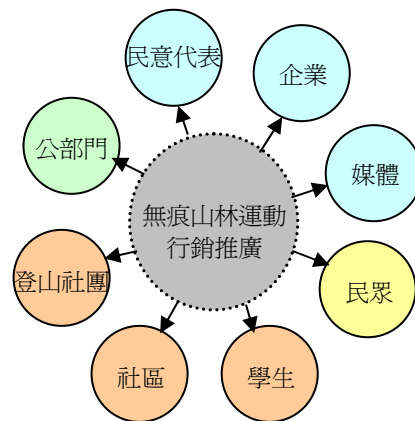 民意代表
企業
公部門
媒體
無痕山林運動
行銷推廣
登山社團
民眾
社區
學生